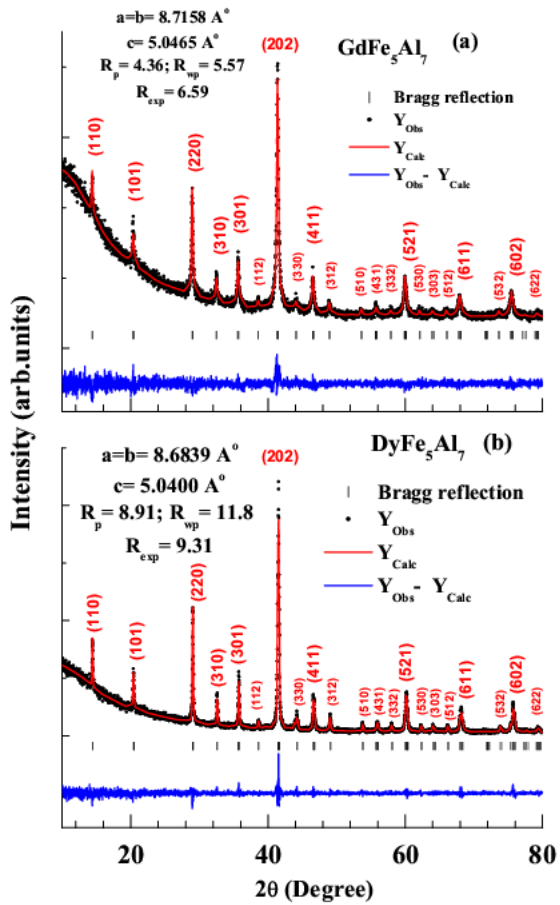 a=b= 8.7158 A°
c= 5.0465 A°
Rp = 4.36; Rwp = 5.57
Rexp= 6.59
(202)
GdFe5Al7
(a)
Bragg reflection
YObs
YCalc
YObs- YCalc
(110)
(101)
(220)
(310)
(301)
(112)
(330)
(411)
(312)
(510)
(431)
(332)
(521)
(530)
(303)
(512)
(611)
(532)
(602)
(622)
Intensity (arb.units)
a=b= 8.6839 A°
c= 5.0400 A°
Rp = 8.91; Rwp = 11.8
Rexp= 9.31
(202)
DyFe5Al7
(b)
Bragg reflection
YObs
YCalc
YObs- YCalc
(110)
(101)
(220)
(310)
(301)
(112)
(330)
(411)
(312)
(510)
(431)
(332)
(521)
(530)
(303)
(512)
(611)
(532)
(602)
(622)
20 40 60 80
2θ (Degree)